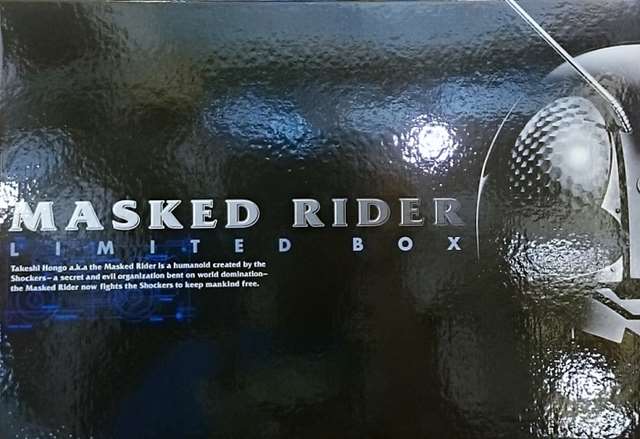 MASKED RIDER
LIMITED BOX
Takeshi Hongo a.k.a the Masked Rider is a humanoid created by the
Shockers—a secret and evil organization bent on world domination—
the Masked Rider now fights the Shockers to keep mankind free.